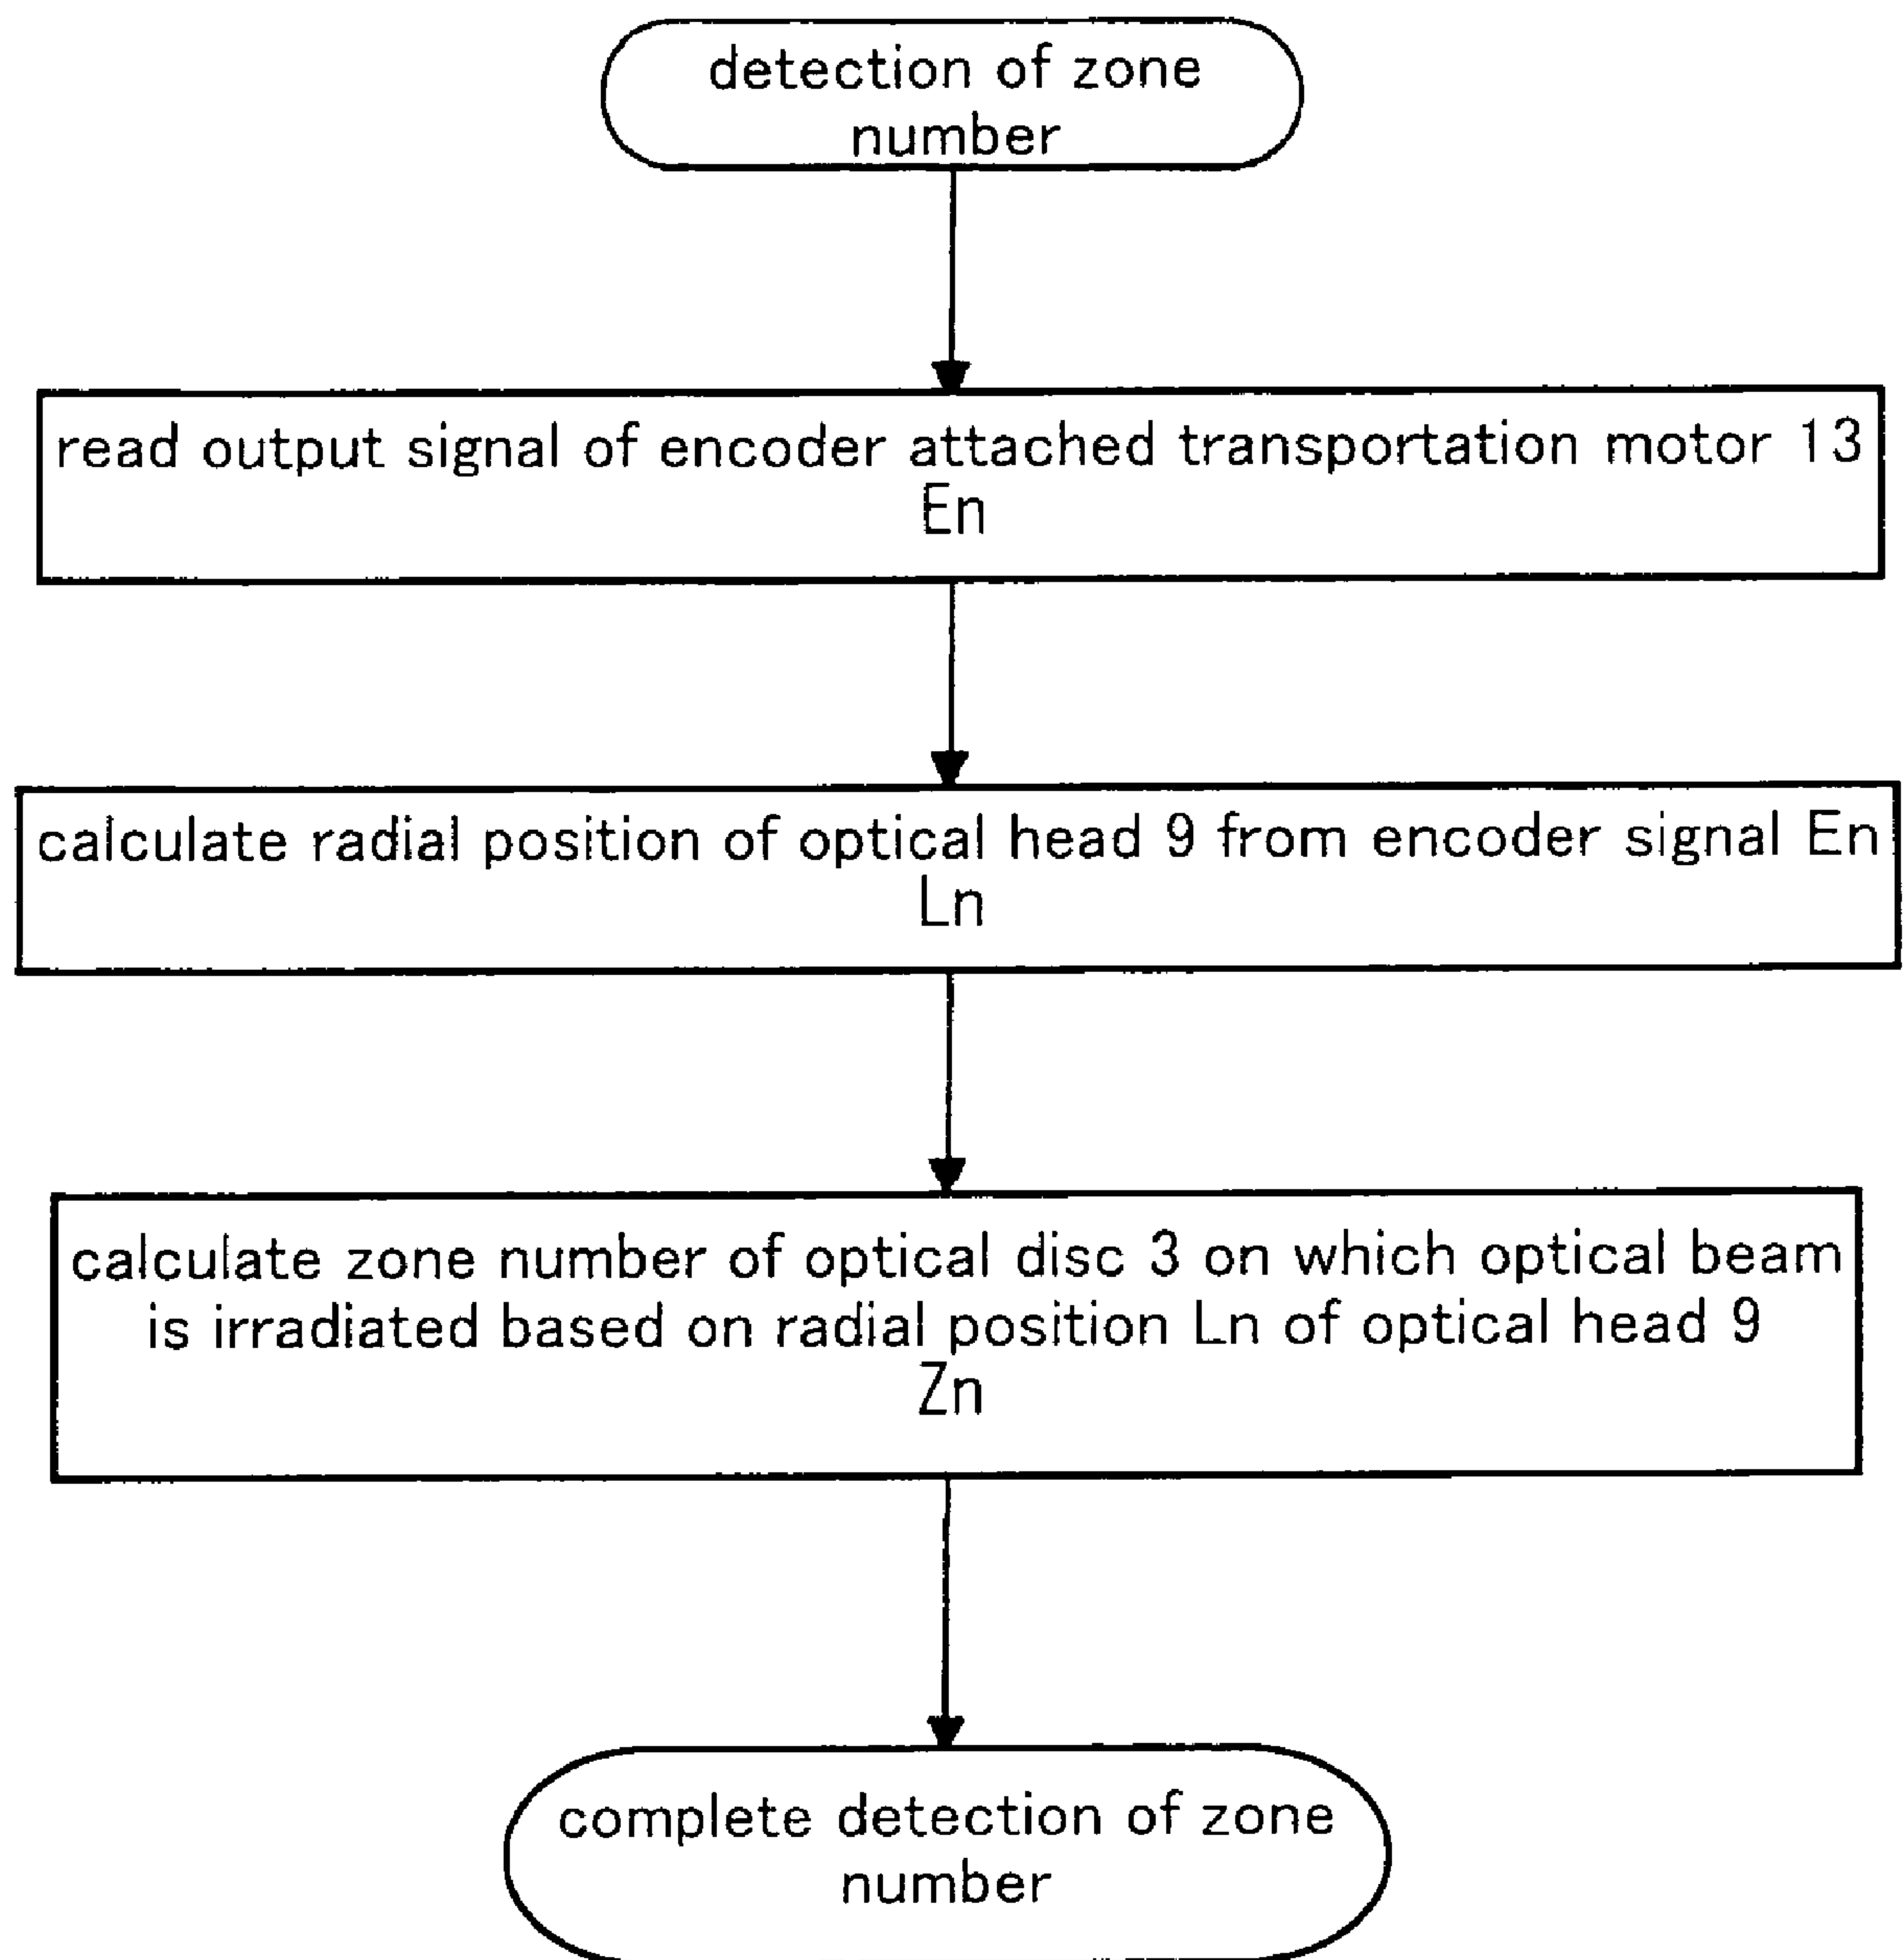 detection of zone
number
read output signal of encoder attached transportation motor 13
En
calculate radial position of optical head 9 from encoder signal En
Ln
calculate zone number of optical disc 3 on which optical beam
is irradiated based on radial position Ln of optical head 9
Zn
complete detection of zone
number